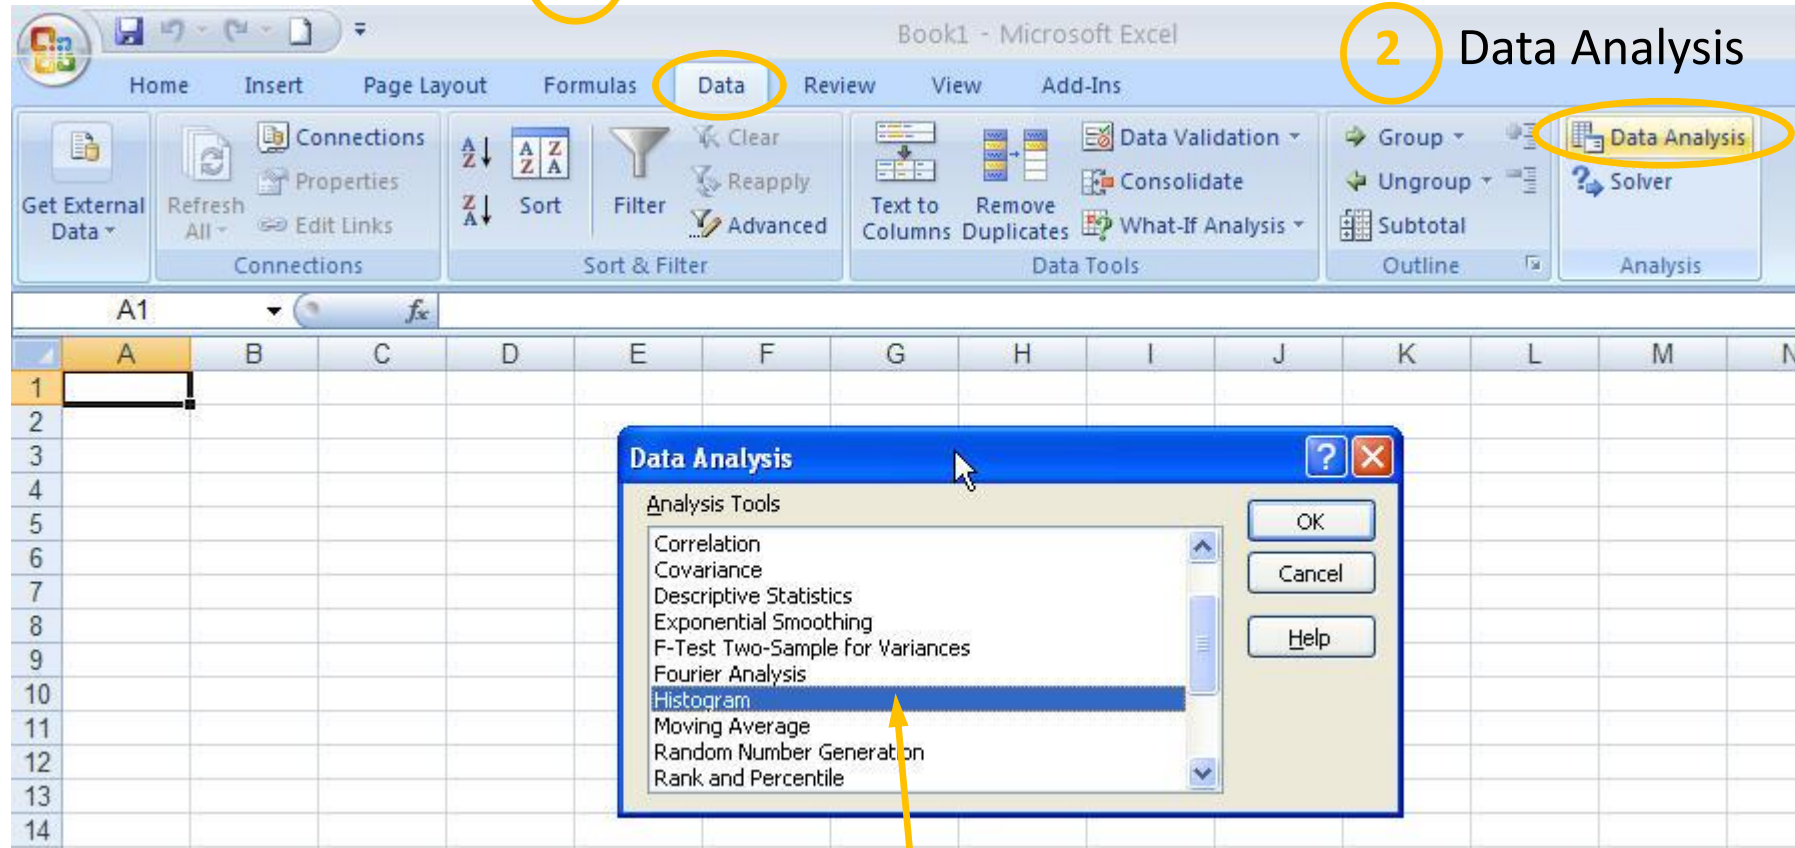 Book1 - Microsoft Excel
2 Data Analysis
Home Insert Page Layout Formulas Data Review View Add-Ins
Get External Data
Refresh All
Connections
Properties
Edit Links
Connections
A Z
Z A
A Z
Z A
Sort
Filter
Clear
Reapply
Advanced
Sort & Filter
Text to Columns
Remove Duplicates
Data Validation
Consolidate
What-If Analysis
Data Tools
Group
Ungroup
Subtotal
Outline
Data Analysis
Solver
Analysis
A1 fx
A B C D E F G H I J K L M N
1
2
3
4
5
6
7
8
9
10
11
12
13
14
Data Analysis
Analysis Tools
Correlation
Covariance
Descriptive Statistics
Exponential Smoothing
F-Test Two-Sample for Variances
Fourier Analysis
Histogram
Moving Average
Random Number Generation
Rank and Percentile
OK
Cancel
Help